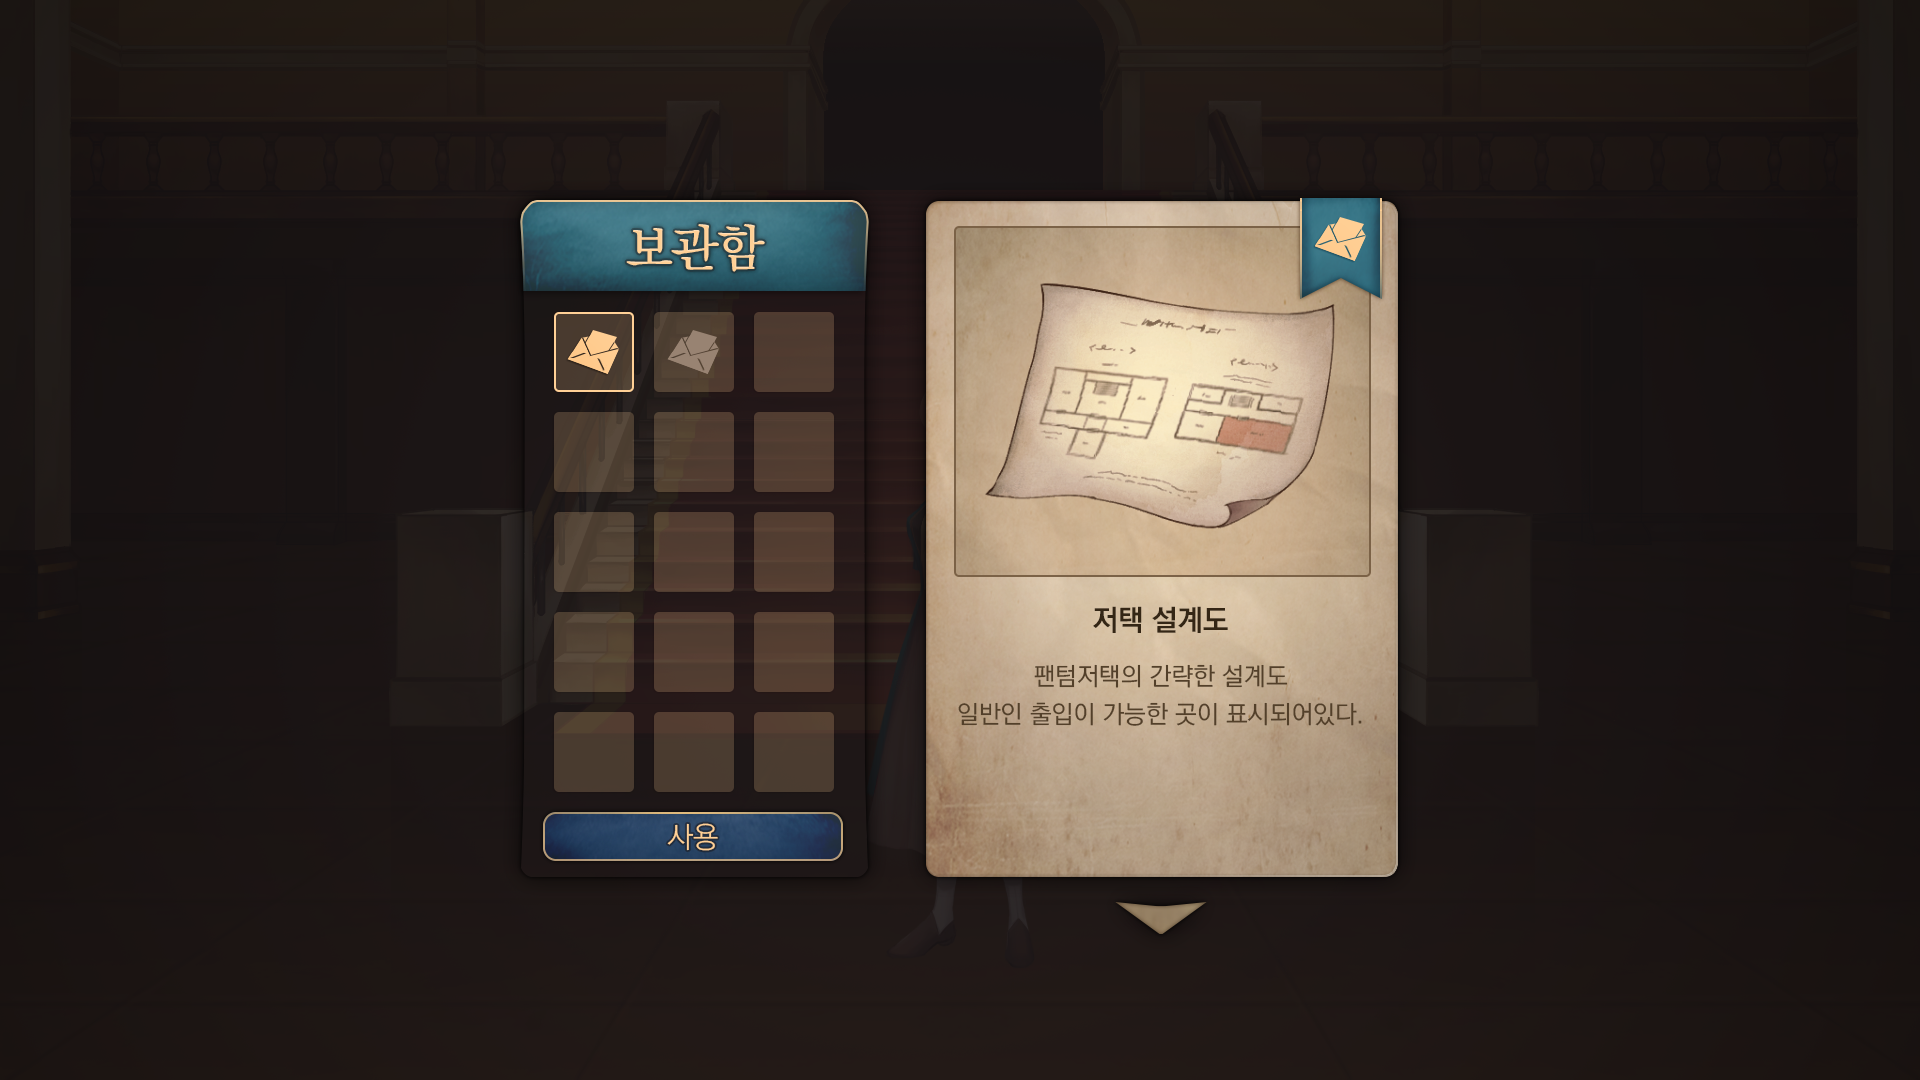 보관함
사용
저택 설계도
팬텀저택의 간략한 설계도
일반인 출입이 가능한 곳이 표시되어있다.